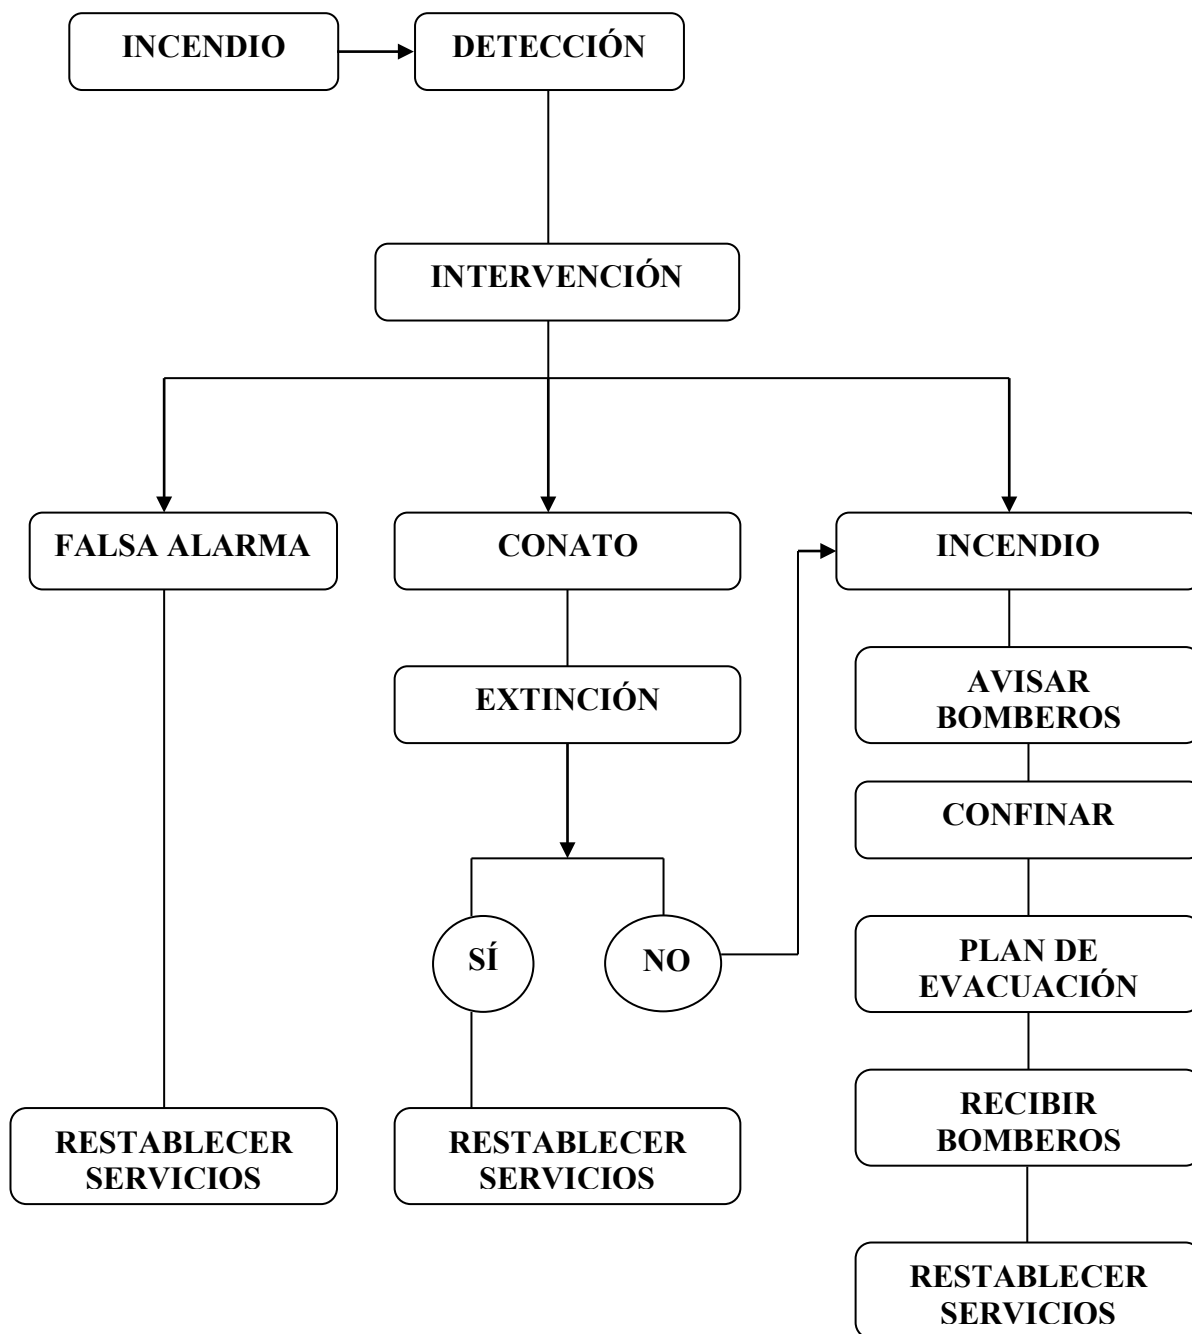 INCENDIO
DETECCIÓN
INTERVENCIÓN
FALSA ALARMA
CONATO
INCENDIO
EXTINCIÓN
AVISAR
BOMBEROS
CONFINAR
SÍ
NO
PLAN DE
EVACUACIÓN
RECIBIR
BOMBEROS
RESTABLECER
SERVICIOS
RESTABLECER
SERVICIOS
RESTABLECER
SERVICIOS